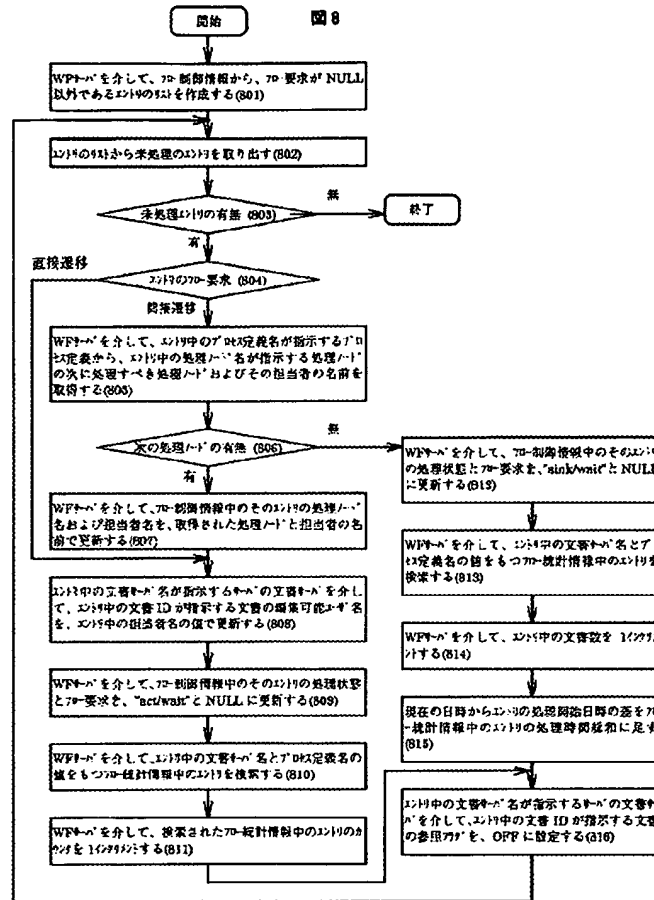 図8
開始
WFサーバを介して、フロー制御情報から、フロー要求が NULL
以外であるエントリのリストを作成する(801)
エントリのリストから未処理のエントリを取り出す(802)
未処理エントリの有無 (803)
無
終了
有
直接遷移
エントリのフロー要求 (804)
間接遷移
WFサーバを介して、エントリ中のプロセス定義名が指示するプロ
セス定義から、エントリ中の処理ノード名が指示する処理ノード
の次に処理すべき処理ノードおよびその担当者の名前を
取得する(805)
次の処理ノードの有無 (806)
無
有
WFサーバを介して、フロー制御情報中のそのエントリの処理ノード
名および担当者名を、取得された処理ノードと担当者の名
前で更新する(807)
エントリ中の文書サーバ名が指示するサーバの文書サーバを介し
て、エントリ中の文書 ID が指示する文書の編集可能ユーザ名
を、エントリ中の担当者名の値で更新する(808)
WFサーバを介して、フロー制御情報中のそのエントリの処理状態
とフロー要求を、"act/wait"と NULL に更新する(809)
WFサーバを介して、エントリ中の文書サーバ名とプロセス定義名の
値をもつフロー統計情報中のエントリを検索する(810)
WFサーバを介して、検索されたフロー統計情報中のエントリのカ
ウンタを 1インクリメントする(811)
WFサーバを介して、フロー制御情報中のそのエントリ
の処理状態とフロー要求を、"sink/wait"と NULL
に更新する(812)
WFサーバを介して、エントリ中の文書サーバ名とプロ
セス定義名の値をもつフロー統計情報中のエントリを
検索する(813)
WFサーバを介して、エントリ中の文書数を 1インクリメ
ントする(814)
現在の日時からエントリの処理開始日時の差をフロ
ー統計情報中のエントリの処理時間総和に足す
(815)
エントリ中の文書サーバ名が指示するサーバの文書サー
バを介して、エントリ中の文書 ID が指示する文書
の参照フラグを、OFF に設定する(816)